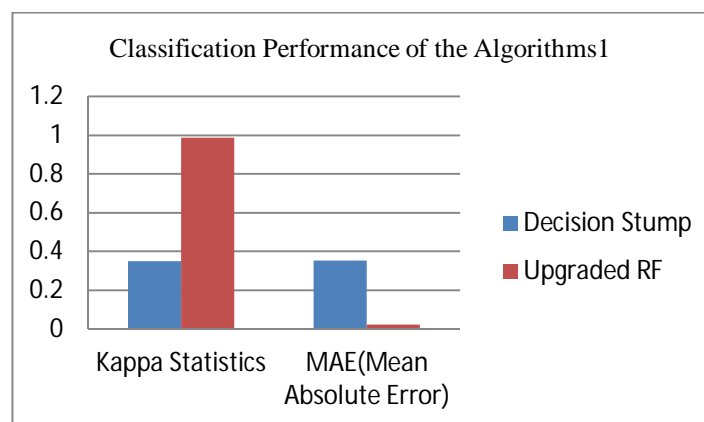 Classification Performance of the Algorithms1
1.2
1
0.8
0.6
0.4
0.2
0
Kappa Statistics
MAE(Mean
Absolute Error)
Decision Stump
Upgraded RF